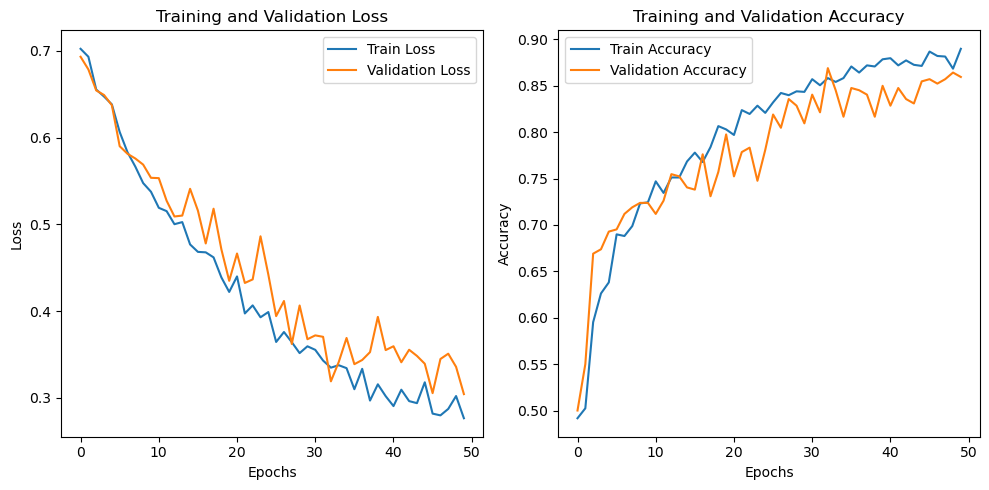 Training and Validation Loss
Train Loss
Validation Loss
0.7
0.6
0.5
0.4
0.3
Loss
0
10
20
30
40
50
Epochs
Training and Validation Accuracy
Train Accuracy
Validation Accuracy
0.90
0.85
0.80
0.75
0.70
0.65
0.60
0.55
0.50
Accuracy
0
10
20
30
40
50
Epochs